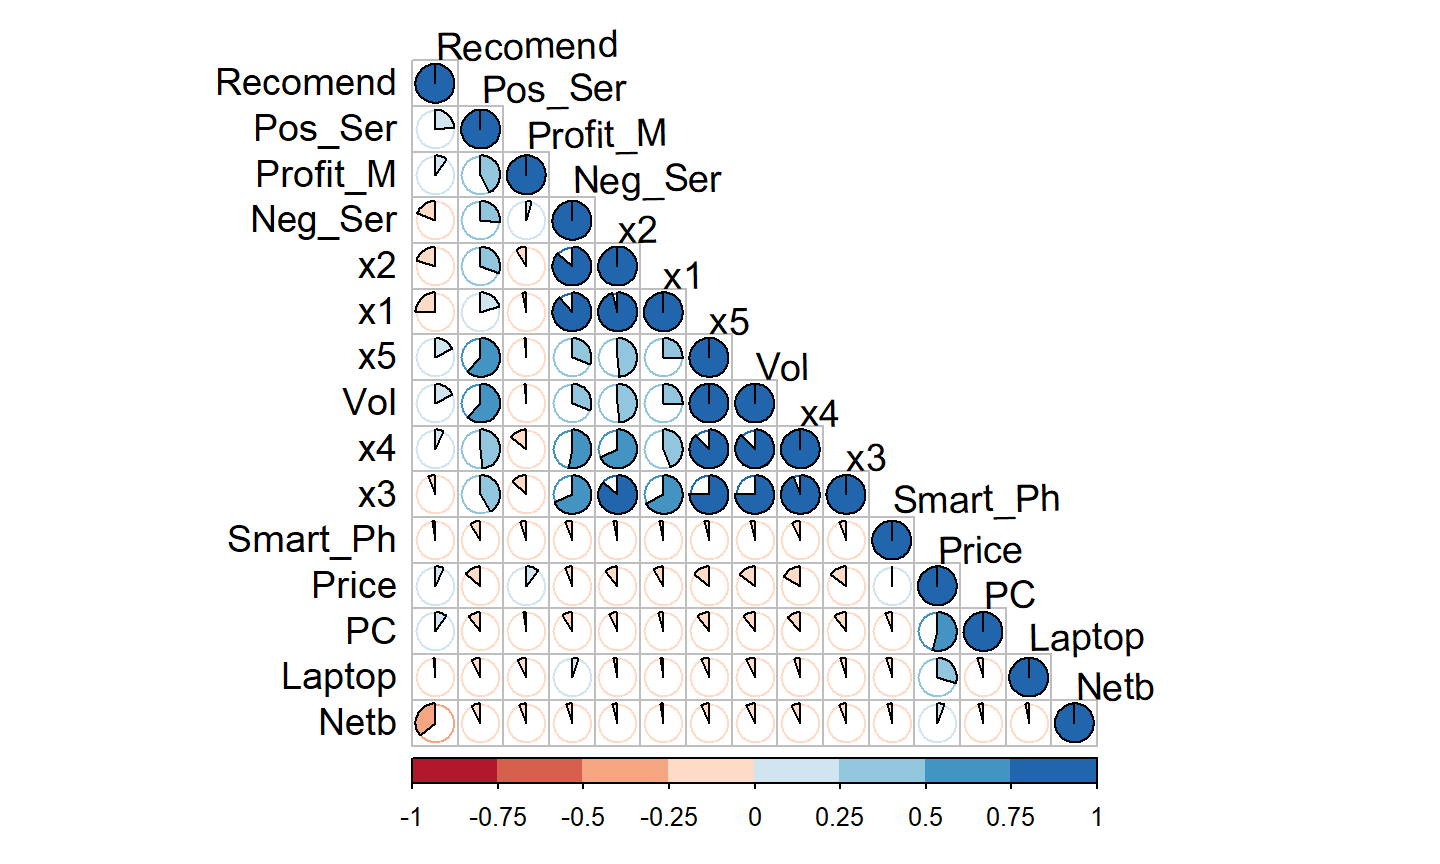 Recomend
Recomend
Pos_Ser
Pos_Ser
Profit_M
Profit_M
Neg_Ser
Neg_Ser
x2
x2
x1
x1
x5
x5
Vol
Vol
x4
x4
x3
x3
Smart_Ph
Smart_Ph
Price
Price
PC
PC
Laptop
Laptop
Netb
Netb
-1 -0.75 -0.5 -0.25 0 0.25 0.5 0.75 1